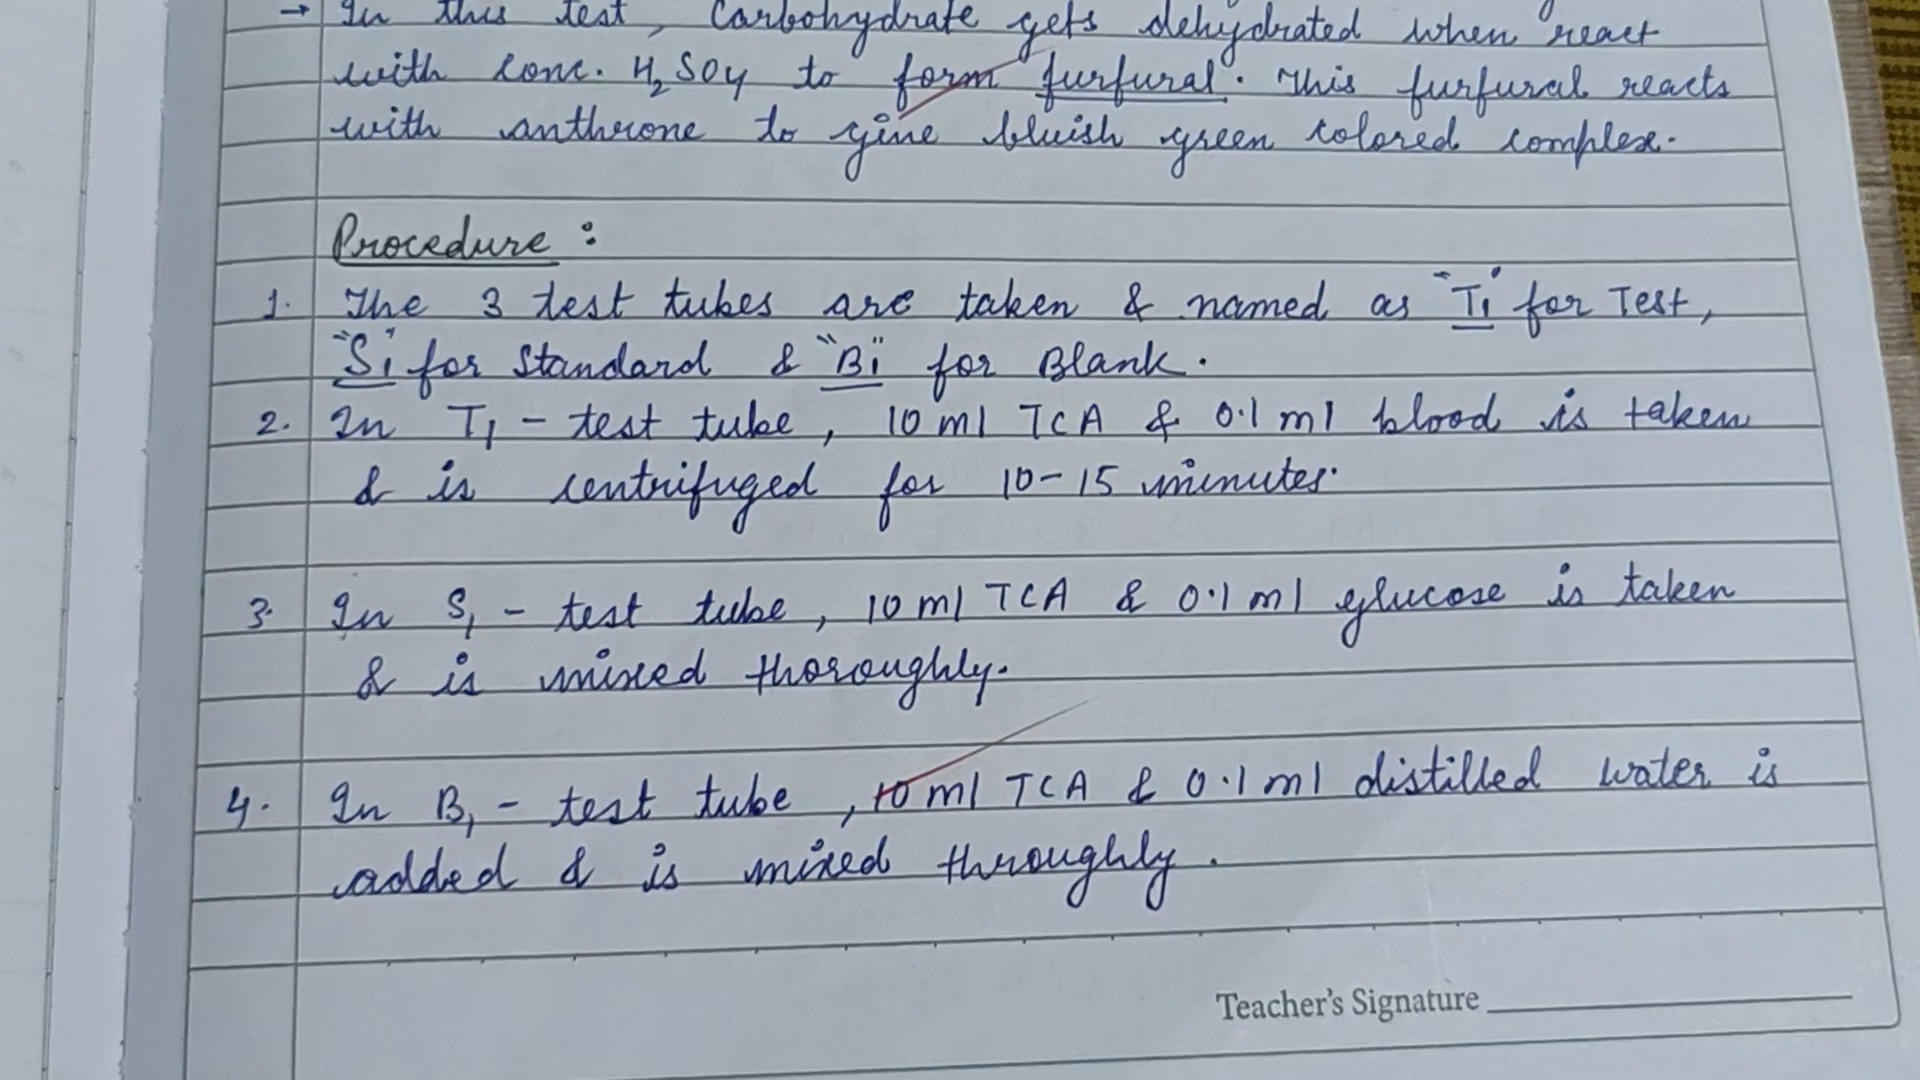 → In this test, Carbohydrate gets dehydrated when react
with conc. H₂SO4 to form furfural. This furfural reacts
with anthrone to give bluish green colored complex.
Procedure :
1. The 3 test tubes are taken & named as "T1" for Test,
"S1" for Standard & "B1" for Blank.
2. In T1 - test tube, 10 ml TCA & 0.1 ml blood is taken
& is centrifuged for 10-15 minutes.
3. In S1 - test tube, 10 ml TCA & 0.1 ml glucose is taken
& is mixed thoroughly.
4. In B1 - test tube, 10 ml TCA & 0.1 ml distilled water is
added & is mixed throughly.
Teacher's Signature